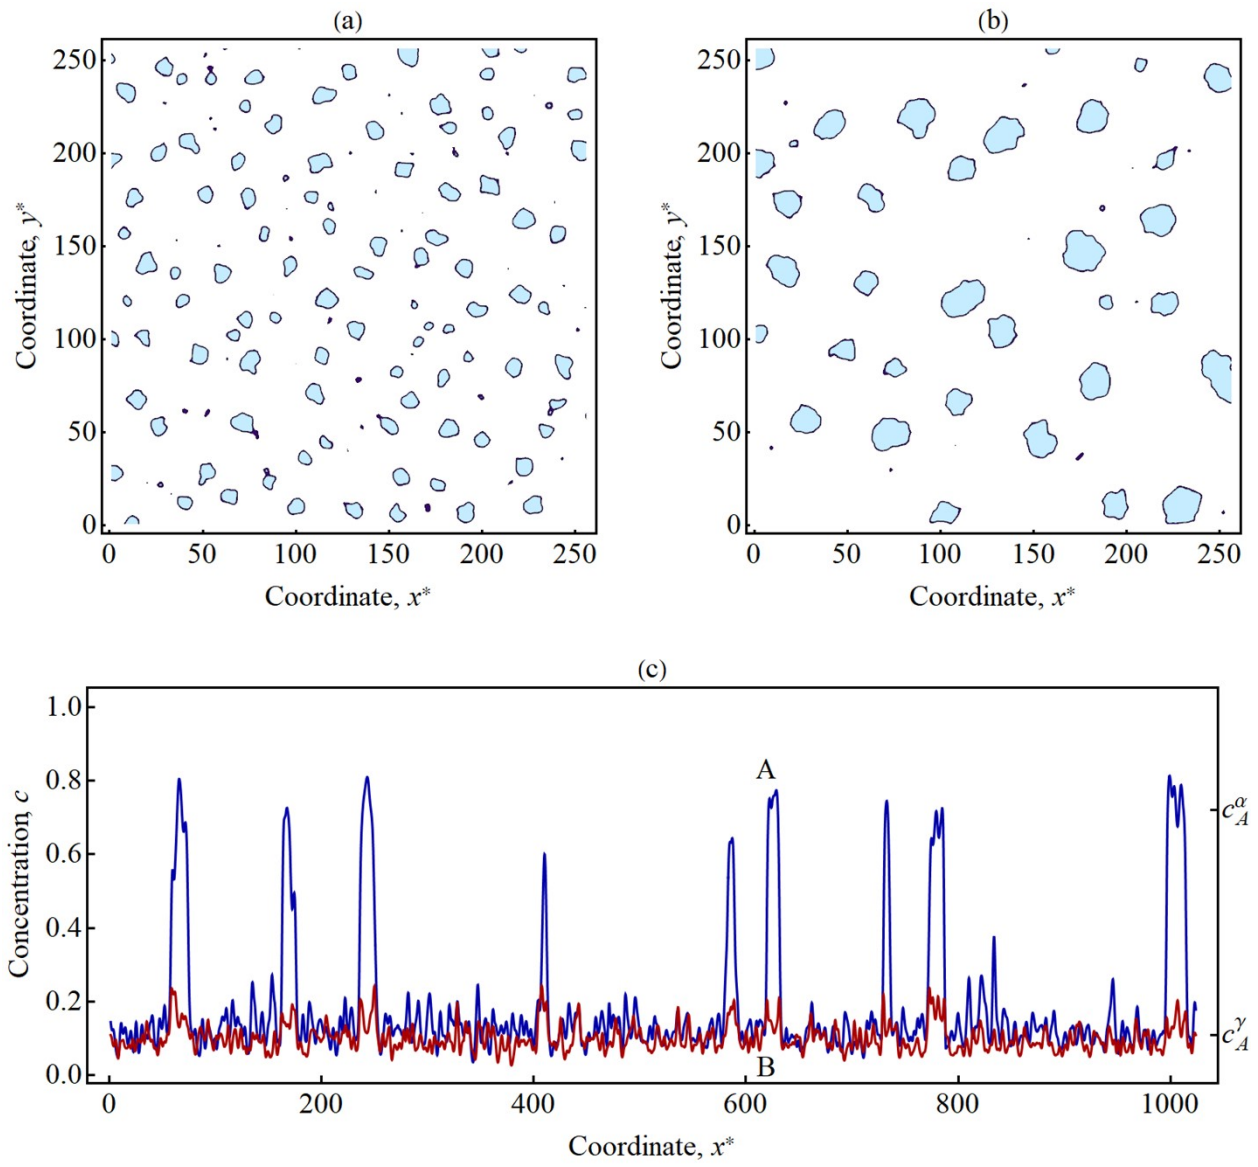 (a)
(b)
250
200
150
100
50
0
Coordinate, y*
0 50 100 150 200 250
Coordinate, x*
250
200
150
100
50
0
Coordinate, y*
0 50 100 150 200 250
Coordinate, x*
(c)
1.0
0.8
0.6
0.4
0.2
0.0
Concentration, c
A
B
c_A^α
c_A^γ
0 200 400 600 800 1000
Coordinate, x*